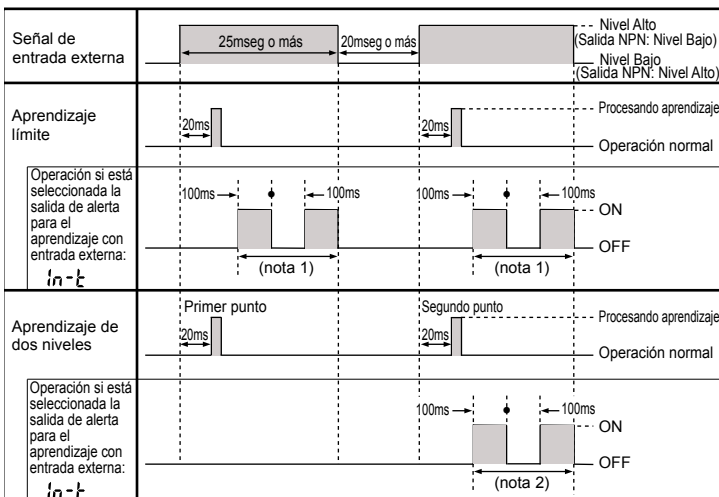 Señal de
entrada externa
25mseg o más
20mseg o más
Nivel Alto
(Salida NPN: Nivel Bajo)
Nivel Bajo
(Salida NPN: Nivel Alto)
Aprendizaje
límite
20ms
20ms
Procesando aprendizaje
Operación normal
Operación si está
seleccionada la
salida de alerta
para el
aprendizaje con
entrada externa:
in-t
100ms
100ms
100ms
100ms
ON
OFF
(nota 1)
(nota 1)
Aprendizaje de
dos niveles
Primer punto
Segundo punto
20ms
20ms
Procesando aprendizaje
Operación normal
Operación si está
seleccionada la
salida de alerta
para el
aprendizaje con
entrada externa:
in-t
100ms
100ms
ON
OFF
(nota 2)